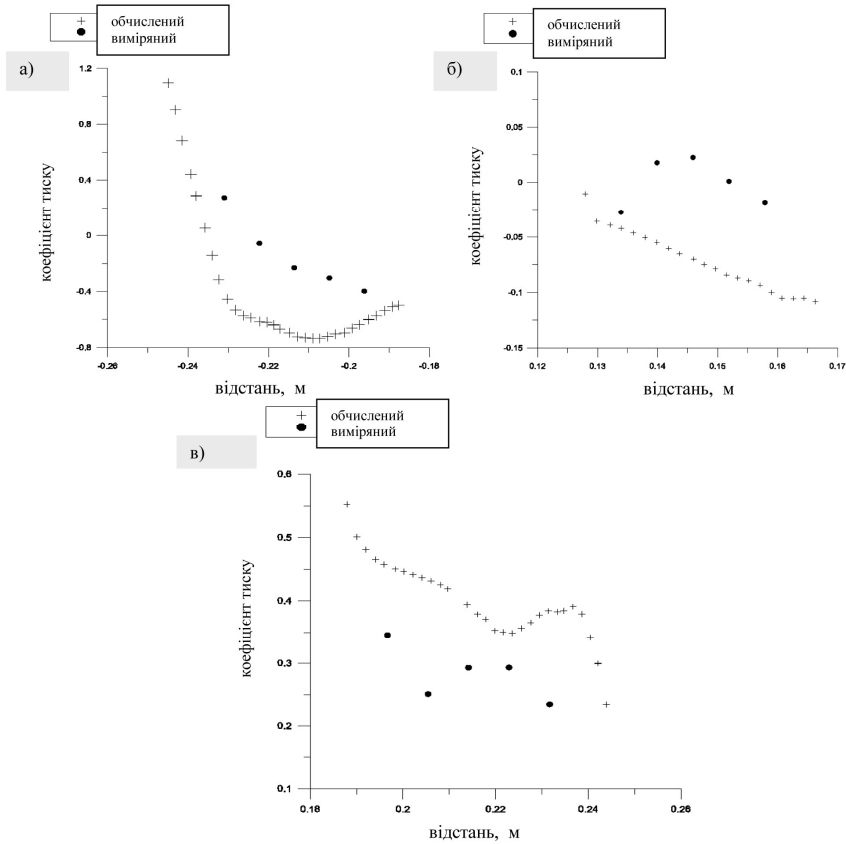 обчислений
виміряний
а)
коефіцієнт тиску
1.2
0.8
0.4
0
-0.4
-0.8
-0.26
-0.24
-0.22
-0.2
-0.18
відстань, м
обчислений
виміряний
б)
коефіцієнт тиску
0.1
0,05
0
-0.05
-0.1
-0.15
0.12
0.13
0.14
0.15
0.16
0.17
відстань, м
обчислений
виміряний
в)
коефіцієнт тиску
0.6
0.5
0.4
0.3
0.2
0.1
0.18
0.2
0.22
0.24
0.26
відстань, м